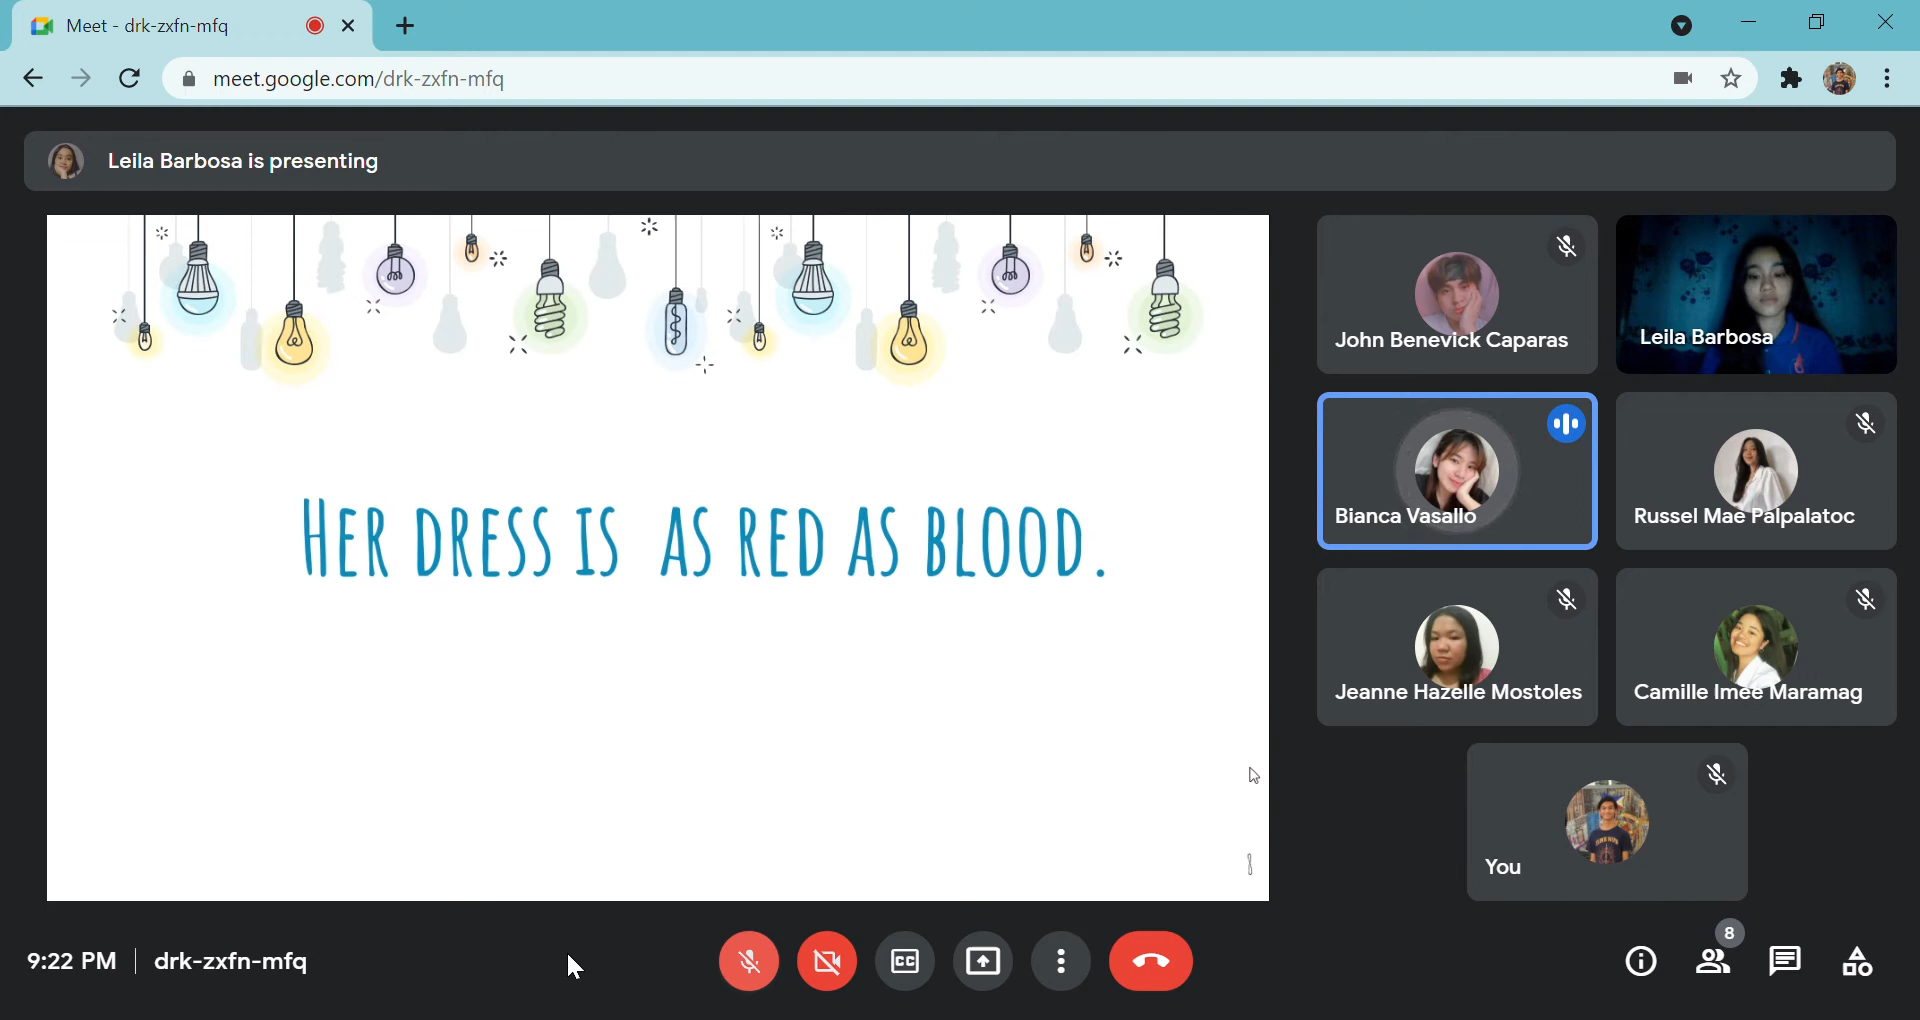 Meet - drk-zxfn-mfq
meet.google.com/drk-zxfn-mfq
Leila Barbosa is presenting
HER DRESS IS AS RED AS BLOOD.
John Benevick Caparas
Leila Barbosa
Bianca Vasallo
Russel Mae Palpalatoc
Jeanne Hazelle Mostoles
Camille Imee Maramag
You
9:22 PM
drk-zxfn-mfq
CC
8